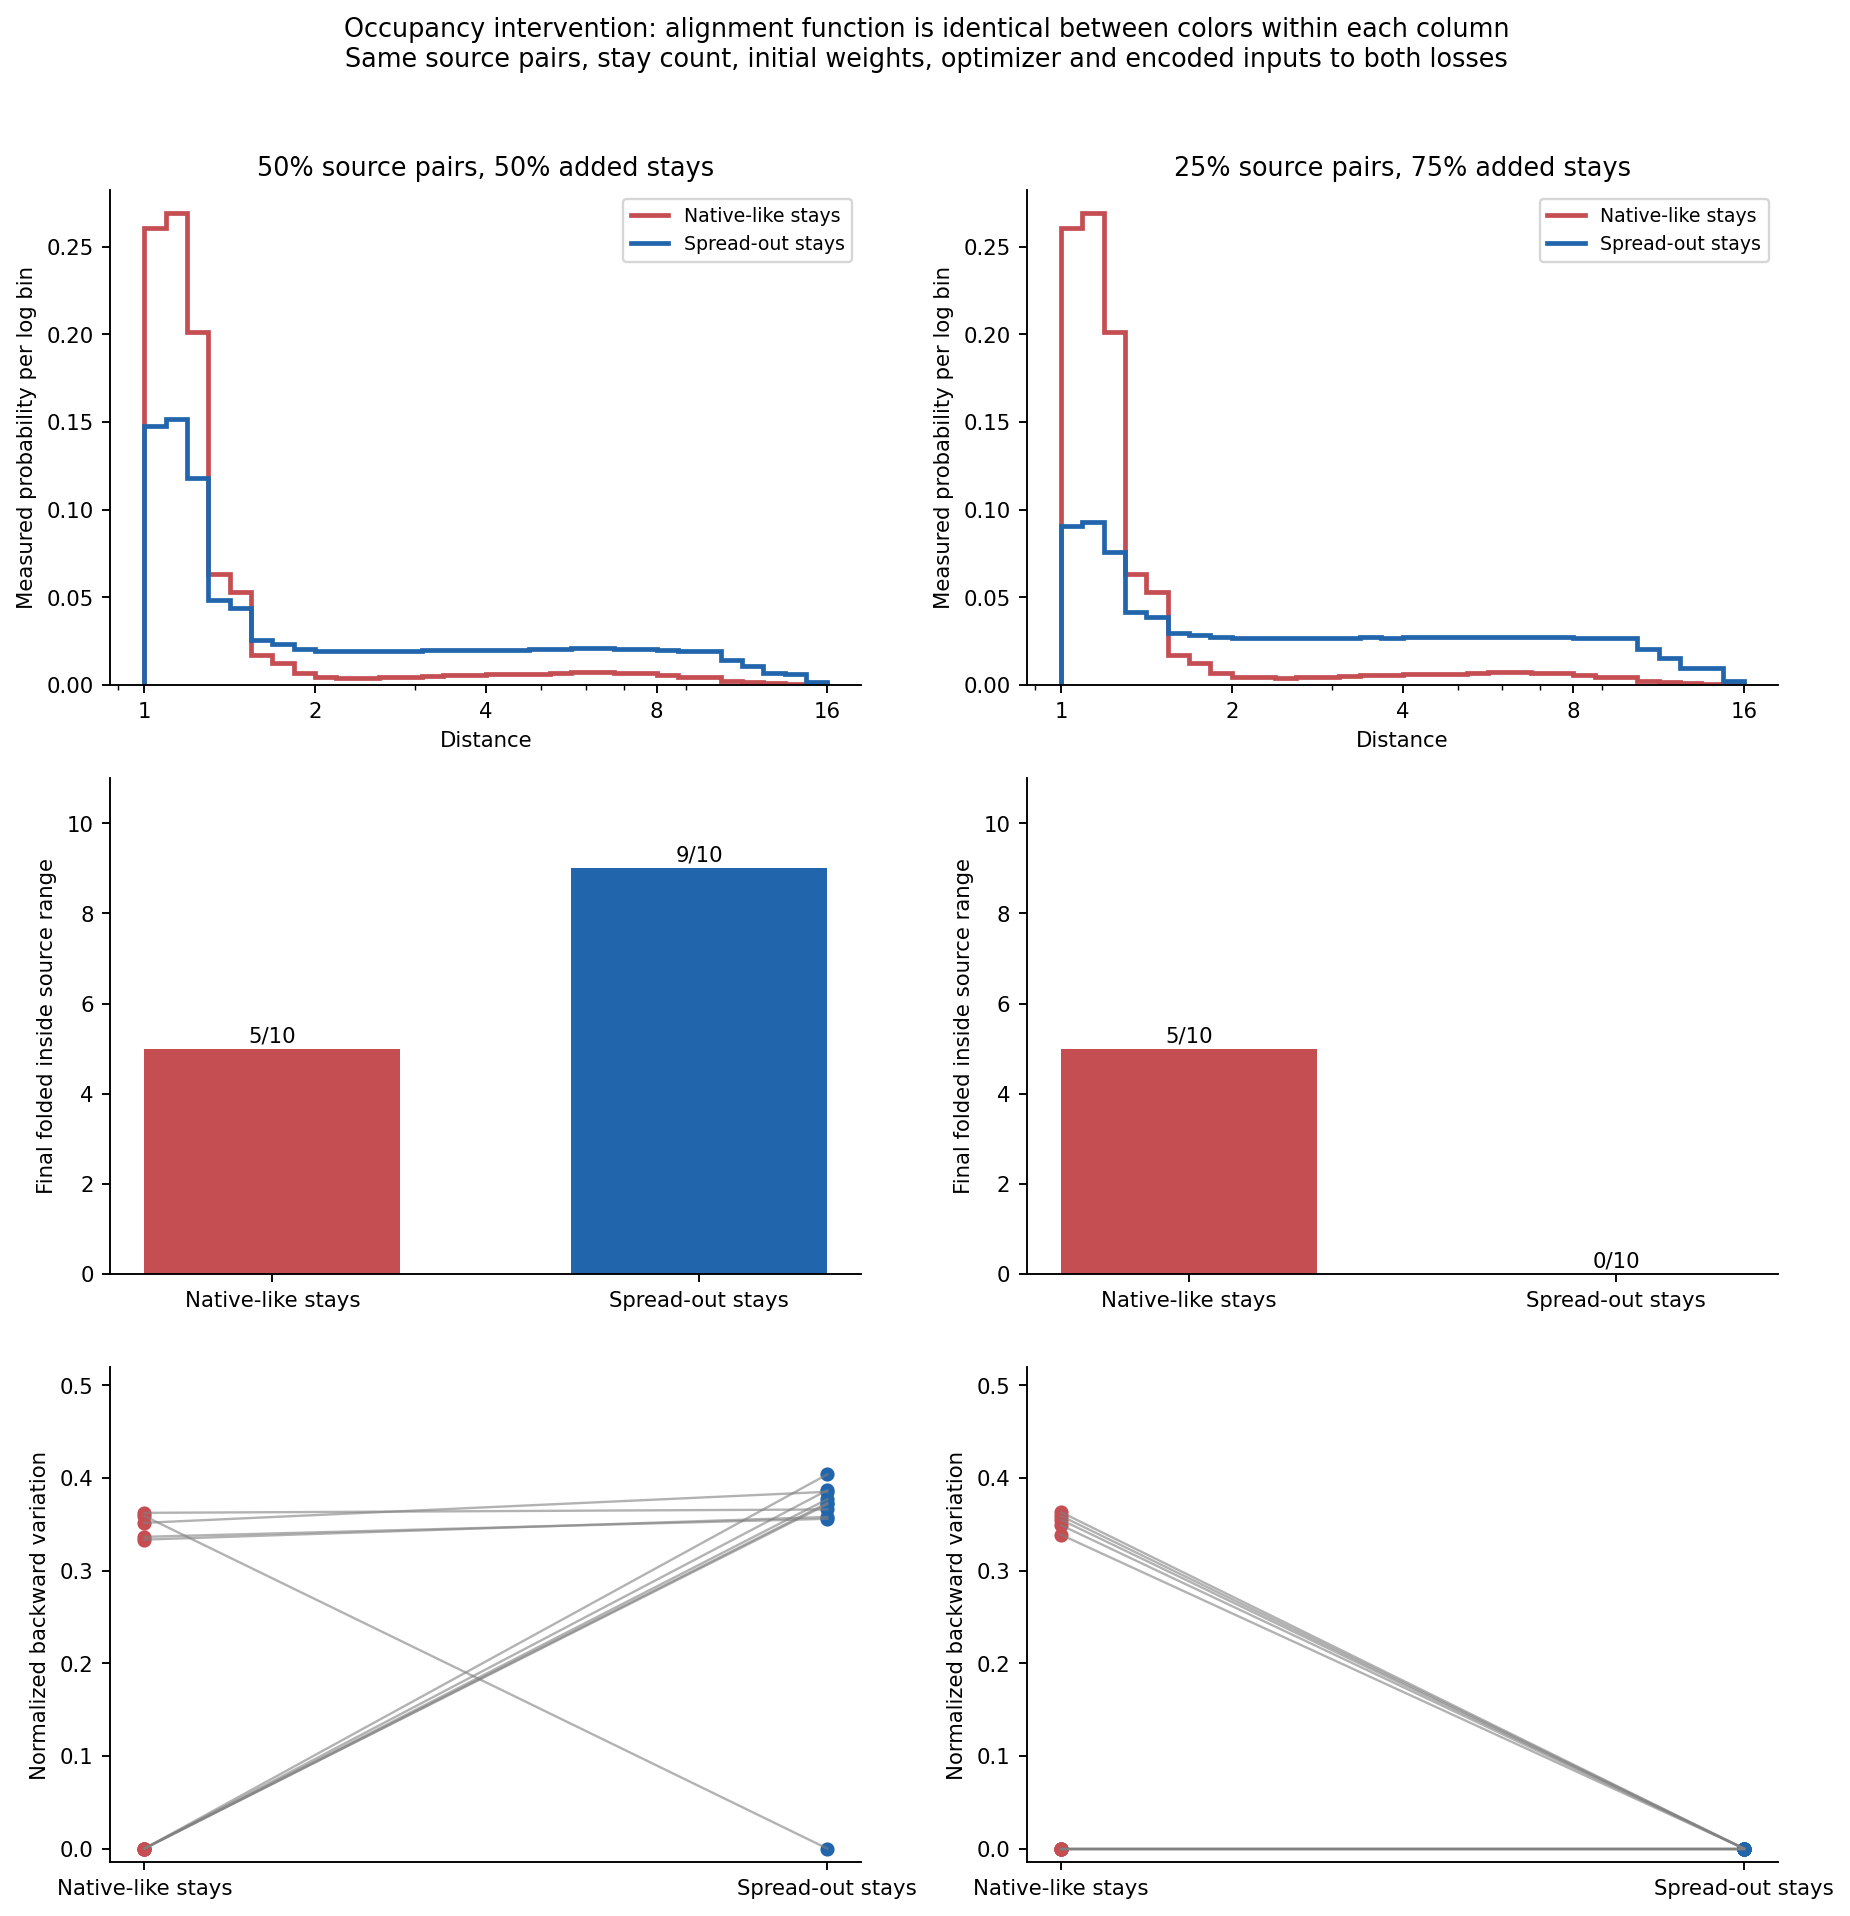 Occupancy intervention: alignment function is identical between colors within each column
Same source pairs, stay count, initial weights, optimizer and encoded inputs to both losses
50% source pairs, 50% added stays
Measured probability per log bin
0.25
0.20
0.15
0.10
0.05
0.00
Native-like stays
Spread-out stays
1
2
4
8
16
Distance
25% source pairs, 75% added stays
Measured probability per log bin
0.25
0.20
0.15
0.10
0.05
0.00
Native-like stays
Spread-out stays
1
2
4
8
16
Distance
Final folded inside source range
10
8
6
4
2
0
5/10
9/10
Native-like stays
Spread-out stays
Final folded inside source range
10
8
6
4
2
0
5/10
0/10
Native-like stays
Spread-out stays
Normalized backward variation
0.5
0.4
0.3
0.2
0.1
0.0
Native-like stays
Spread-out stays
Normalized backward variation
0.5
0.4
0.3
0.2
0.1
0.0
Native-like stays
Spread-out stays